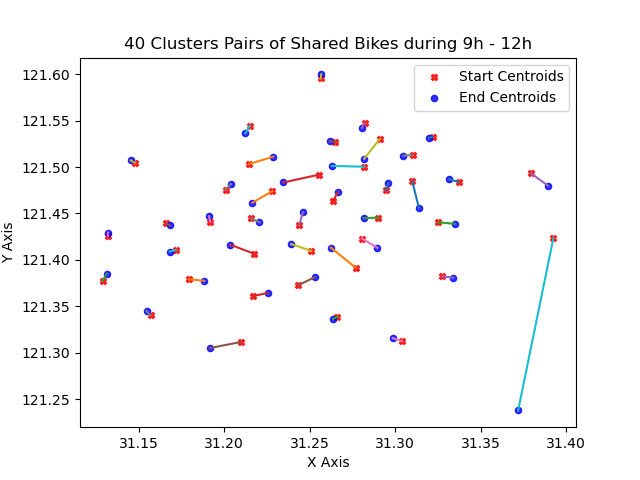 40 Clusters Pairs of Shared Bikes during 9h - 12h
Start Centroids
End Centroids
121.60
121.55
121.50
121.45
121.40
121.35
121.30
121.25
Y Axis
31.15 31.20 31.25 31.30 31.35 31.40
X Axis